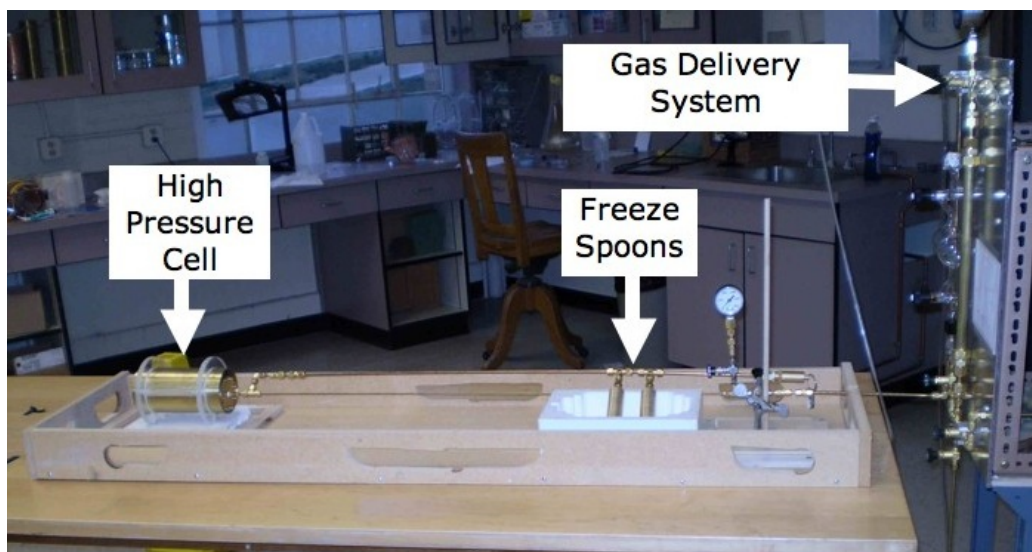 Gas Delivery
System
High
Pressure
Cell
Freeze
Spoons